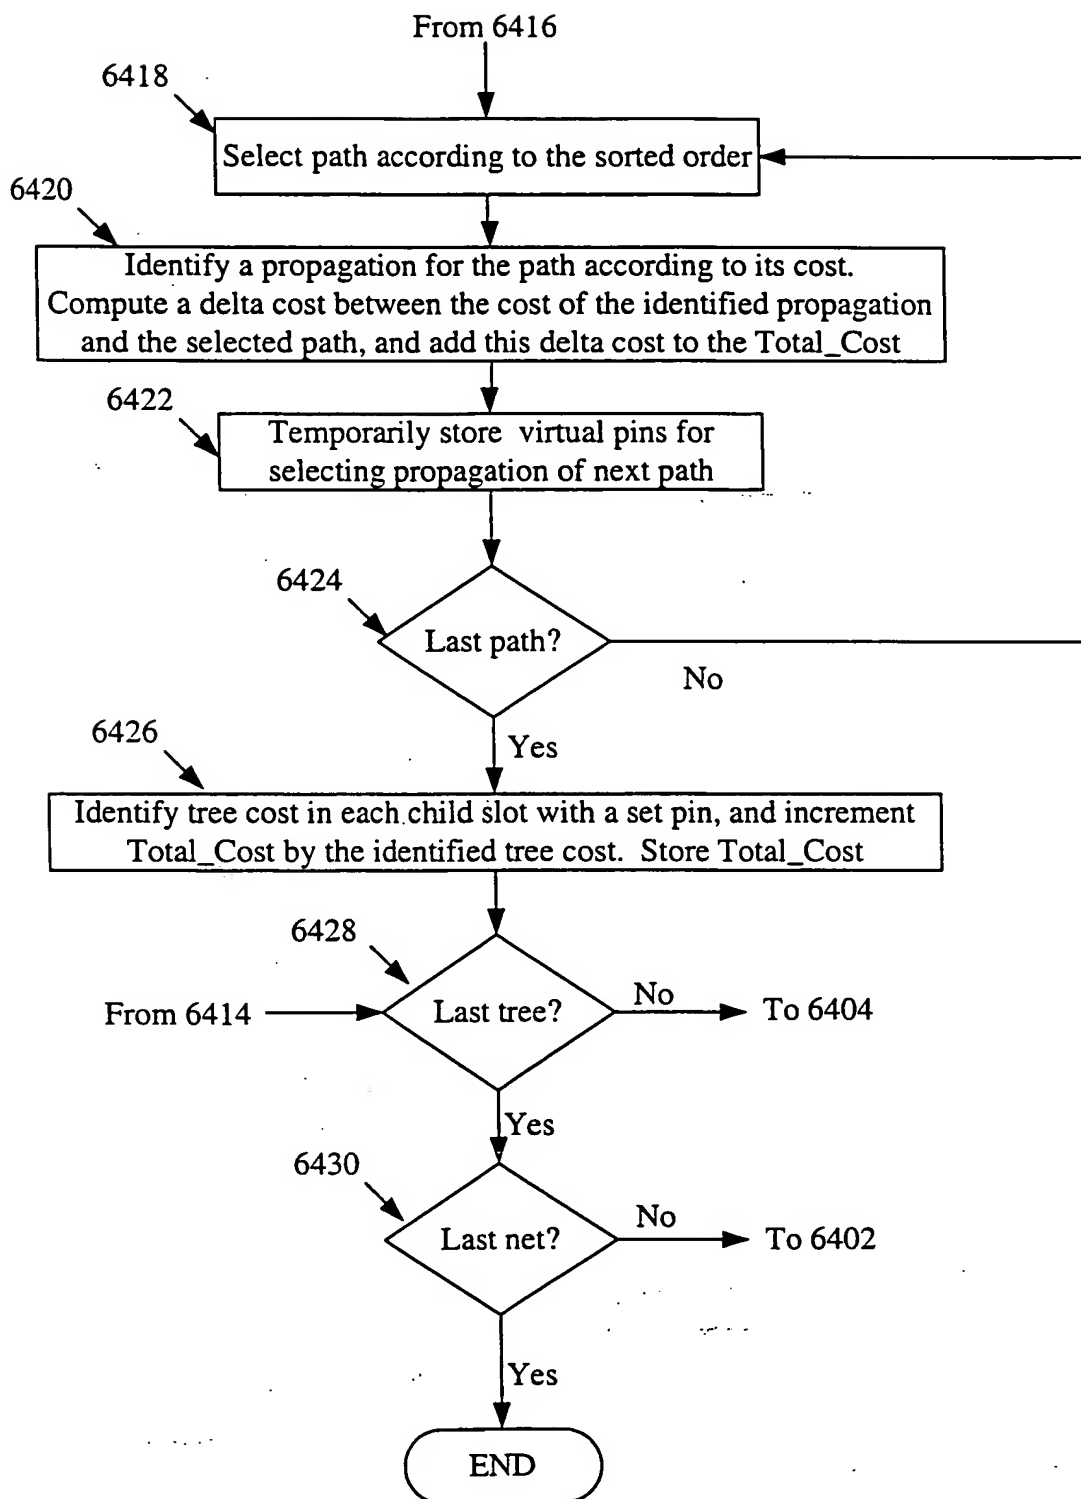 From 6416
6418
Select path according to the sorted order
6420
Identify a propagation for the path according to its cost.
Compute a delta cost between the cost of the identified propagation
and the selected path, and add this delta cost to the Total_Cost
6422
Temporarily store virtual pins for
selecting propagation of next path
6424
Last path?
No
Yes
6426
Identify tree cost in each child slot with a set pin, and increment
Total_Cost by the identified tree cost. Store Total_Cost
6428
From 6414
Last tree?
No
To 6404
Yes
6430
Last net?
No
To 6402
Yes
END